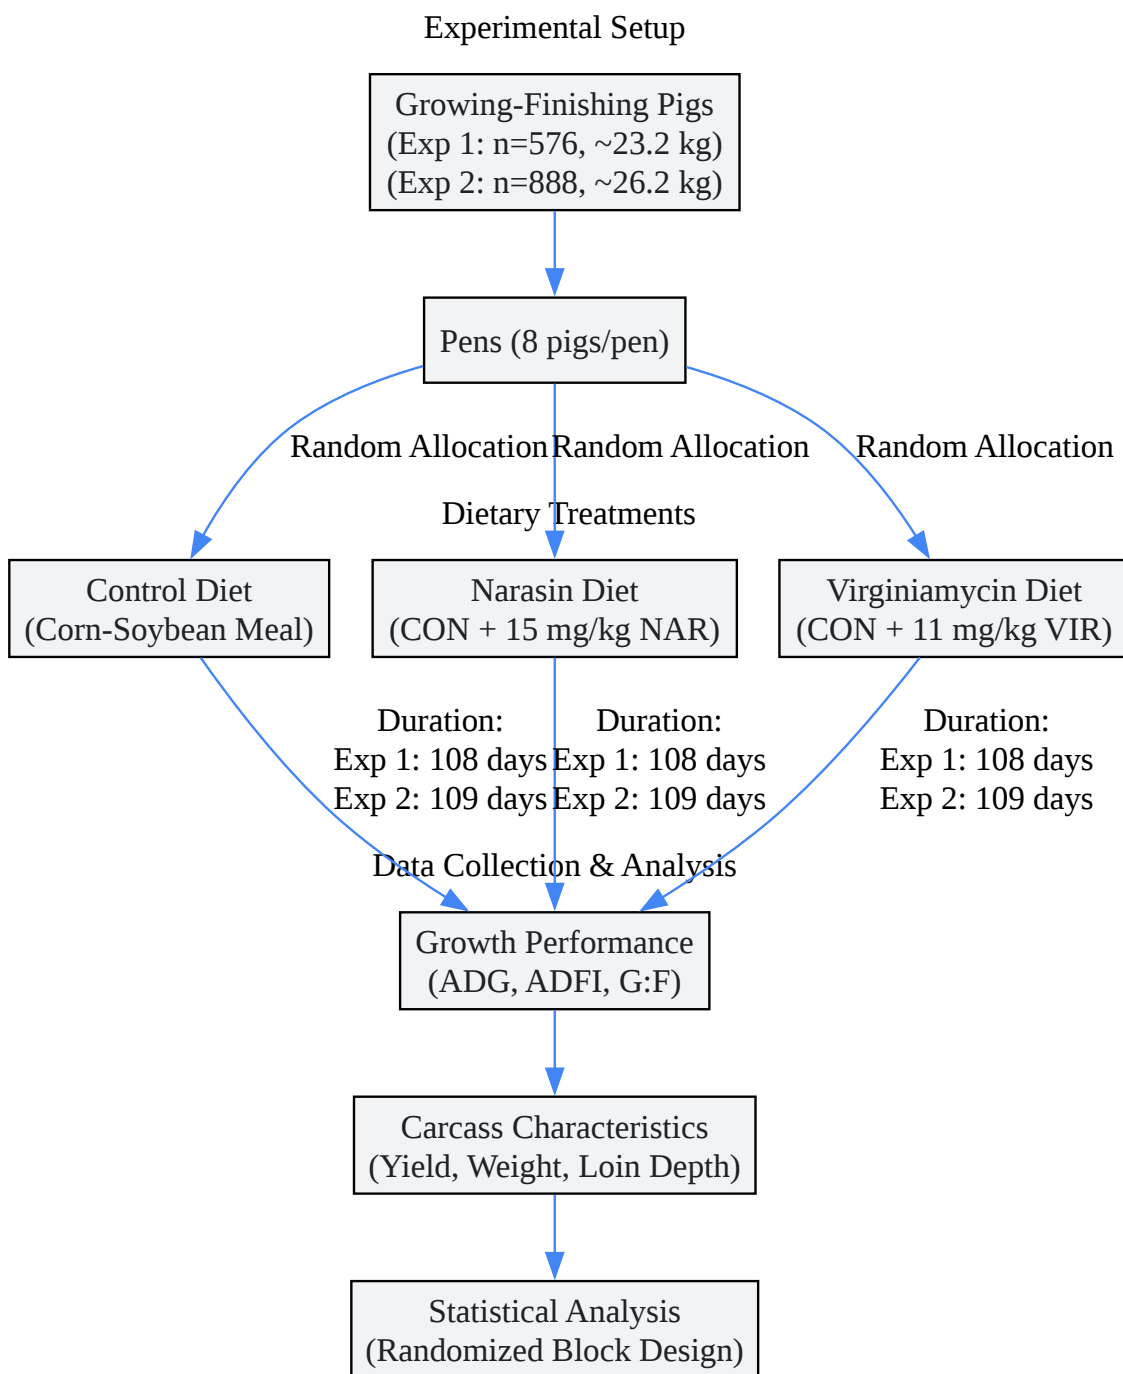 Experimental Setup
Growing-Finishing Pigs
(Exp 1: n=576, ~23.2 kg)
(Exp 2: n=888, ~26.2 kg)
Pens (8 pigs/pen)
Random Allocation
Random Allocation
Random Allocation
Dietary Treatments
Control Diet
(Corn-Soybean Meal)
Narasin Diet
(CON + 15 mg/kg NAR)
Virginiamycin Diet
(CON + 11 mg/kg VIR)
Duration:
Exp 1: 108 days
Exp 2: 109 days
Duration:
Exp 1: 108 days
Exp 2: 109 days
Duration:
Exp 1: 108 days
Exp 2: 109 days
Data Collection & Analysis
Growth Performance
(ADG, ADFI, G:F)
Carcass Characteristics
(Yield, Weight, Loin Depth)
Statistical Analysis
(Randomized Block Design)